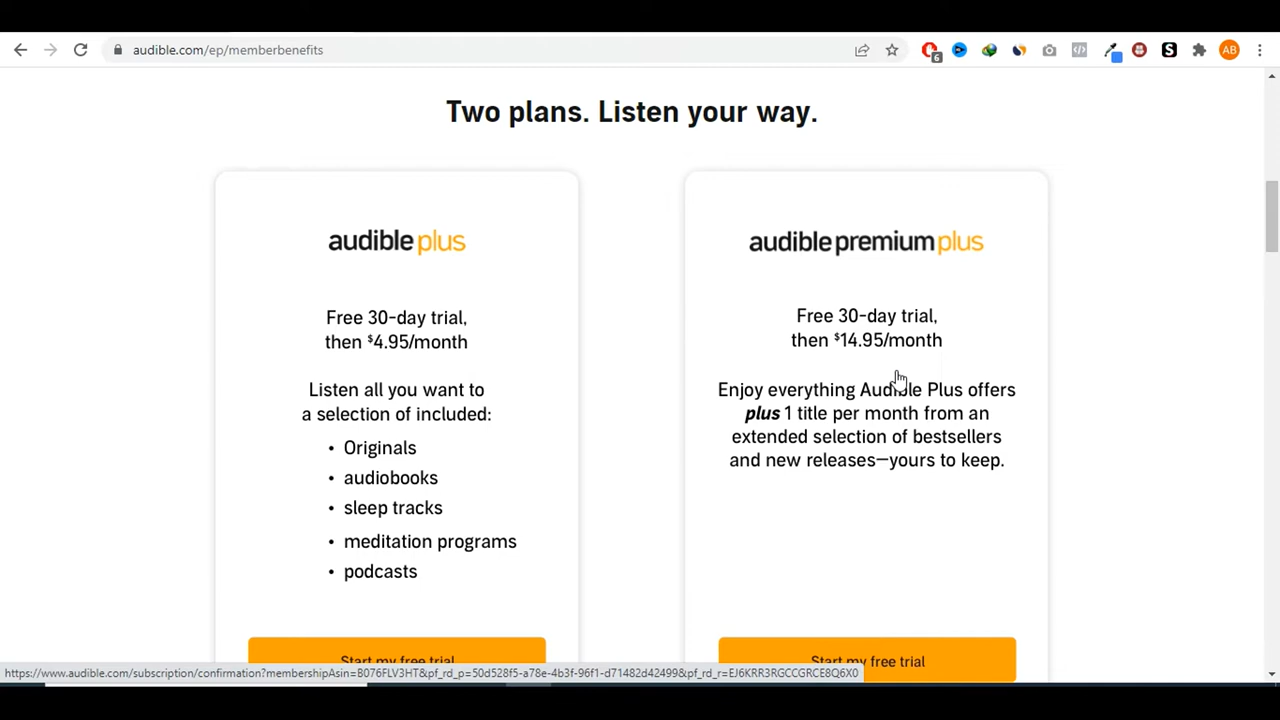 audible.com/ep/memberbenefits
6
AB
Two plans. Listen your way.
audible plus
Free 30-day trial,
then $4.95/month
Listen all you want to
a selection of included:
• Originals
• audiobooks
• sleep tracks
• meditation programs
• podcasts
Start my free trial
audible premium plus
Free 30-day trial,
then $14.95/month
Enjoy everything Audible Plus offers
plus 1 title per month from an
extended selection of bestsellers
and new releases—yours to keep.
Start my free trial
https://www.audible.com/subscription/confirmation?membershipAsin=B076FLV3HT&pf_rd_p=50d528f5-a78e-4b3f-96f1-d71482d42499&pf_rd_r=EJ6KRR3RGCCGRCE8Q6X0